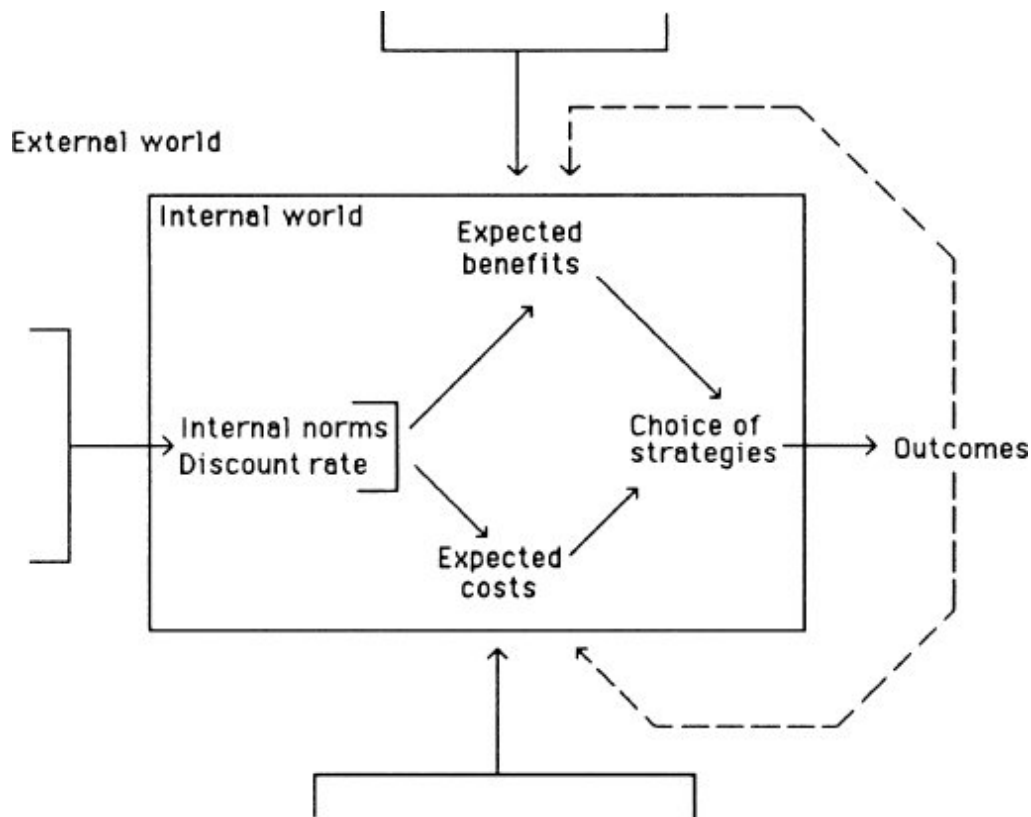 External world
Internal world
Expected
benefits
Internal norms
Discount rate
Choice of
strategies
Outcomes
Expected
costs